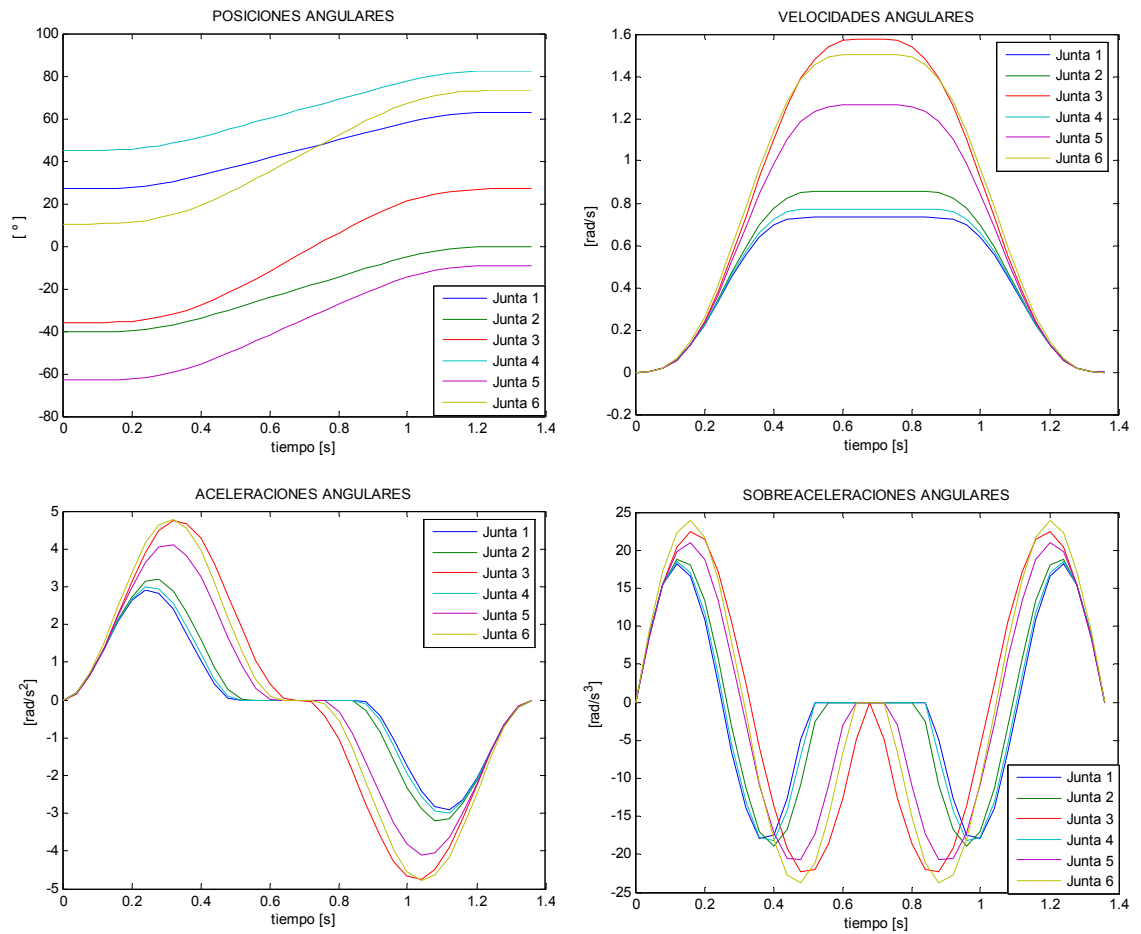 POSICIONES ANGULARES
100
80
60
40
20
0
-20
-40
-60
-80
[ º ]
0 0.2 0.4 0.6 0.8 1 1.2 1.4
tiempo [s]
Junta 1
Junta 2
Junta 3
Junta 4
Junta 5
Junta 6
VELOCIDADES ANGULARES
1.6
1.4
1.2
1
0.8
0.6
0.4
0.2
0
-0.2
[rad/s]
0 0.2 0.4 0.6 0.8 1 1.2 1.4
tiempo [s]
Junta 1
Junta 2
Junta 3
Junta 4
Junta 5
Junta 6
ACELERACIONES ANGULARES
5
4
3
2
1
0
-1
-2
-3
-4
-5
[rad/s²]
0 0.2 0.4 0.6 0.8 1 1.2 1.4
tiempo [s]
Junta 1
Junta 2
Junta 3
Junta 4
Junta 5
Junta 6
SOBREACELERACIONES ANGULARES
25
20
15
10
5
0
-5
-10
-15
-20
-25
[rad/s³]
0 0.2 0.4 0.6 0.8 1 1.2 1.4
tiempo [s]
Junta 1
Junta 2
Junta 3
Junta 4
Junta 5
Junta 6